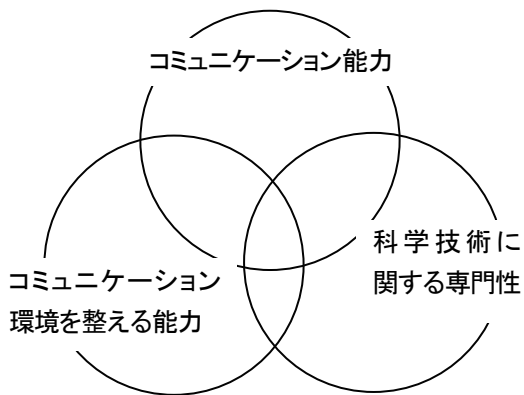 コミュニケーション能力
科学技術に
関する専門性
コミュニケーション
環境を整える能力